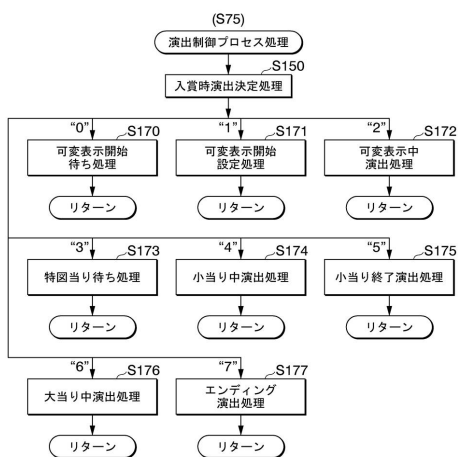 (S75)
演出制御プロセス処理
S150
入賞時演出決定処理
“0”
S170
可変表示開始
待ち処理
リターン
“1”
S171
可変表示開始
設定処理
リターン
“2”
S172
可変表示中
演出処理
リターン
“3”
S173
特図当り待ち処理
リターン
“4”
S174
小当り中演出処理
リターン
“5”
S175
小当り終了演出処理
リターン
“6”
S176
大当り中演出処理
リターン
“7”
S177
エンディング
演出処理
リターン